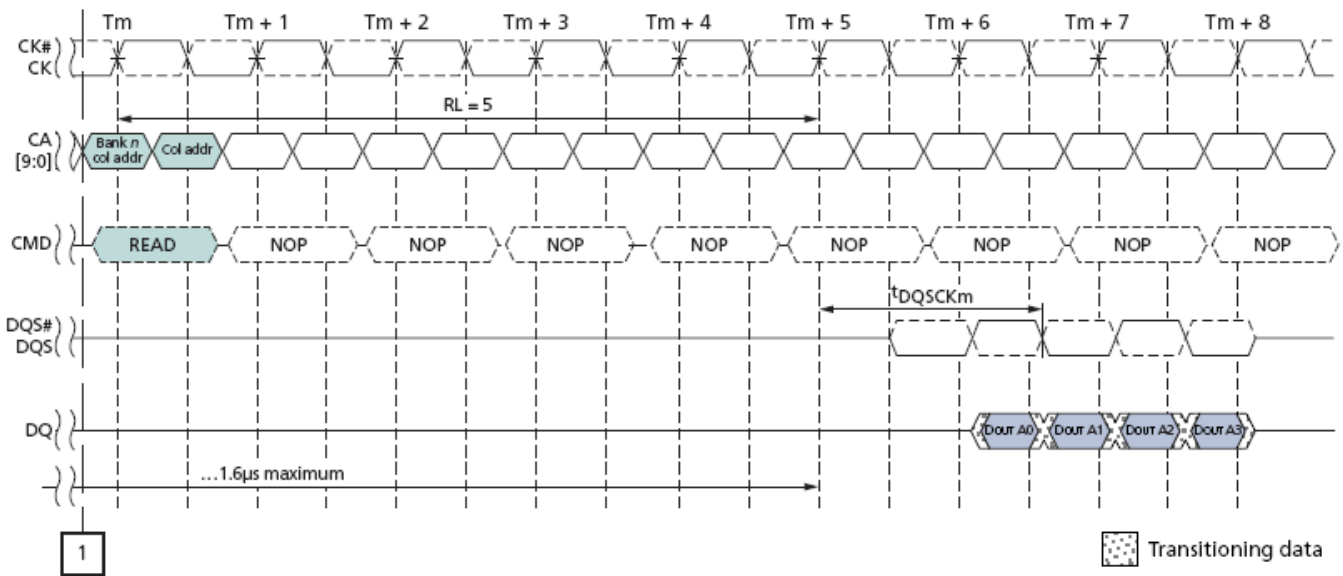 Tm Tm + 1 Tm + 2 Tm + 3 Tm + 4 Tm + 5 Tm + 6 Tm + 7 Tm + 8
CK#
CK
RL = 5
CA
[9:0]
Bank n
col addr
Col addr
CMD READ NOP NOP NOP NOP NOP NOP NOP NOP
tDQSCKm
DQS#
DQS
DQ DOUT A0 DOUT A1 DOUT A2 DOUT A3
...1.6µs maximum
1
Transitioning data